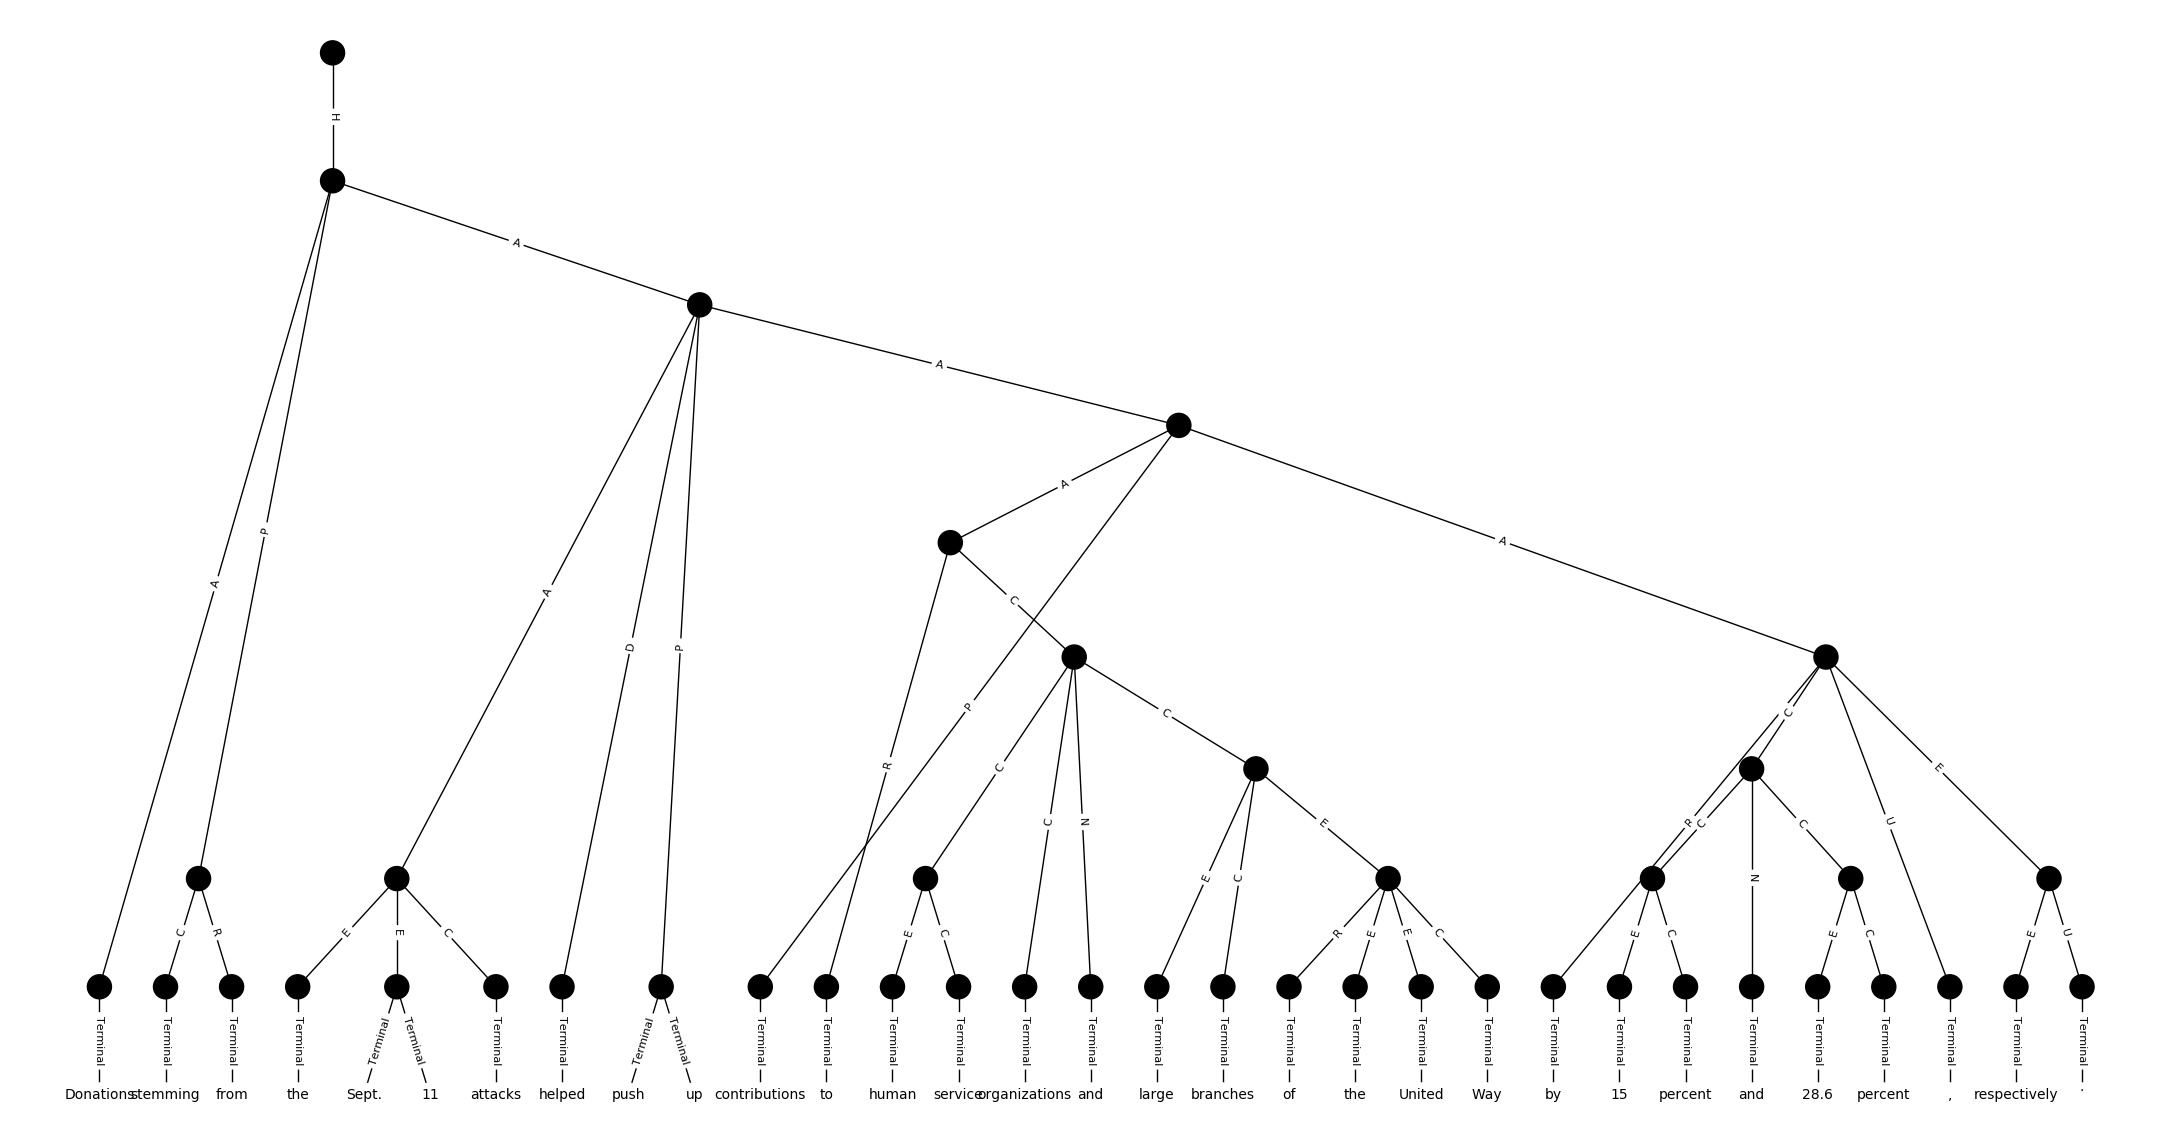 H
A
A
A
P
A
D
P
A
P
A
C
R
C
C
N
C
E
C
E
C
R
C
N
C
U
E
C
R
E
E
C
E
C
R
E
E
C
E
C
E
C
E
U
Terminal Terminal Terminal Terminal Terminal Terminal Terminal Terminal Terminal Terminal Terminal Terminal Terminal Terminal Terminal Terminal Terminal Terminal Terminal Terminal Terminal Terminal Terminal Terminal Terminal Terminal Terminal Terminal Terminal Terminal Terminal
Donations stemming from the Sept. 11 attacks helped push up contributions to human service organizations and large branches of the United Way by 15 percent and 28.6 percent , respectively .